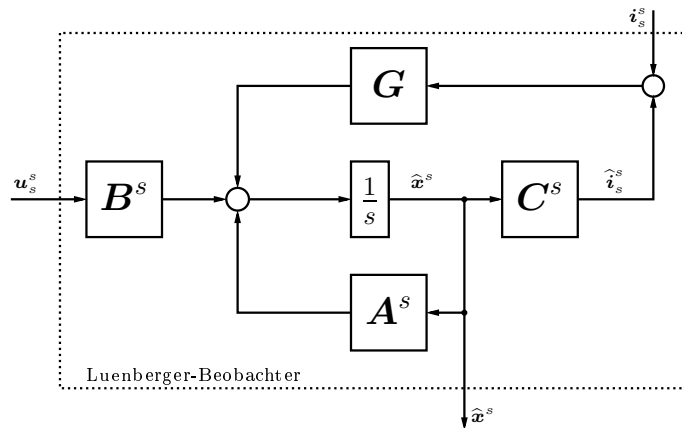 i_s^s
G
u_s^s
B^s
1/s
x̂^s
C^s
î_s^s
A^s
Luenberger-Beobachter
x̂^s